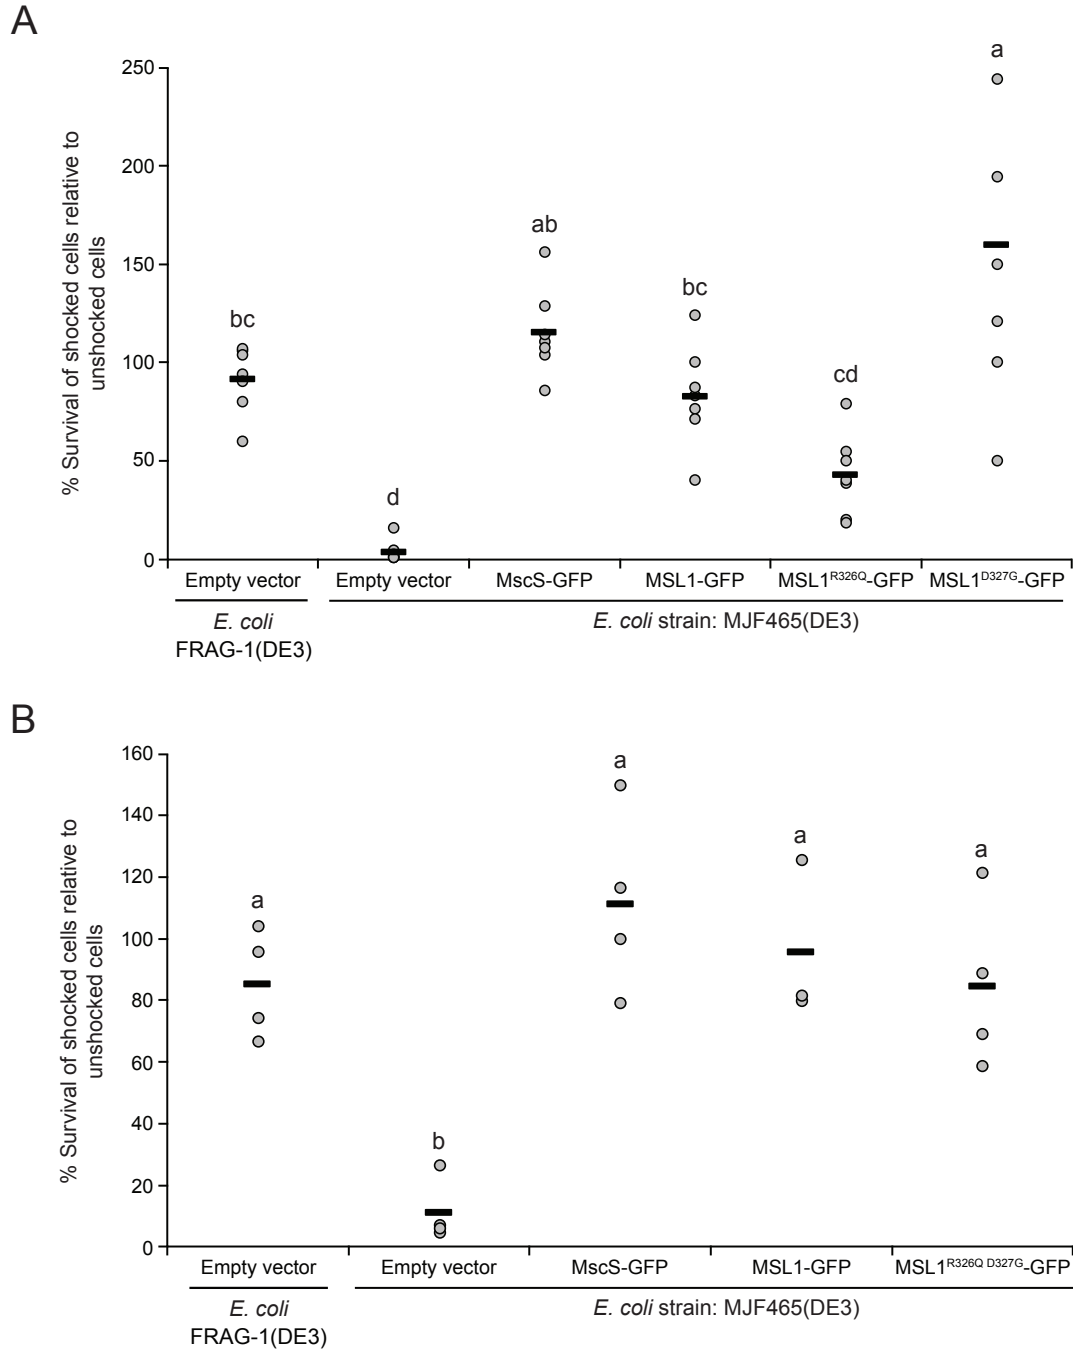 A
% Survival of shocked cells relative to
unshocked cells
250
200
150
100
50
0
bc
d
ab
bc
cd
a
Empty vector
Empty vector
MscS-GFP
MSL1-GFP
MSL1R326Q-GFP
MSL1D327G-GFP
E. coli
FRAG-1(DE3)
E. coli strain: MJF465(DE3)
B
% Survival of shocked cells relative to
unshocked cells
160
140
120
100
80
60
40
20
0
a
b
a
a
a
Empty vector
Empty vector
MscS-GFP
MSL1-GFP
MSL1R326Q D327G-GFP
E. coli
FRAG-1(DE3)
E. coli strain: MJF465(DE3)